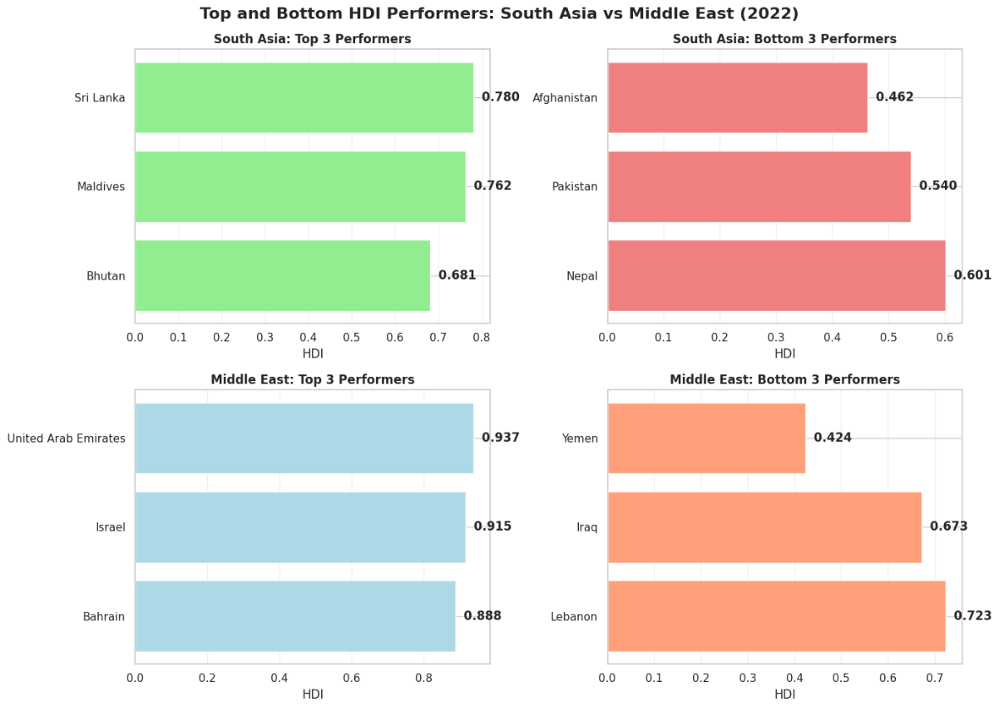 Top and Bottom HDI Performers: South Asia vs Middle East (2022)
South Asia: Top 3 Performers
Sri Lanka
0.780
Maldives
0.762
Bhutan
0.681
0.0 0.1 0.2 0.3 0.4 0.5 0.6 0.7 0.8
HDI
South Asia: Bottom 3 Performers
Afghanistan
0.462
Pakistan
0.540
Nepal
0.601
0.0 0.1 0.2 0.3 0.4 0.5 0.6
HDI
Middle East: Top 3 Performers
United Arab Emirates
0.937
Israel
0.915
Bahrain
0.888
0.0 0.2 0.4 0.6 0.8
HDI
Middle East: Bottom 3 Performers
Yemen
0.424
Iraq
0.673
Lebanon
0.723
0.0 0.1 0.2 0.3 0.4 0.5 0.6 0.7
HDI